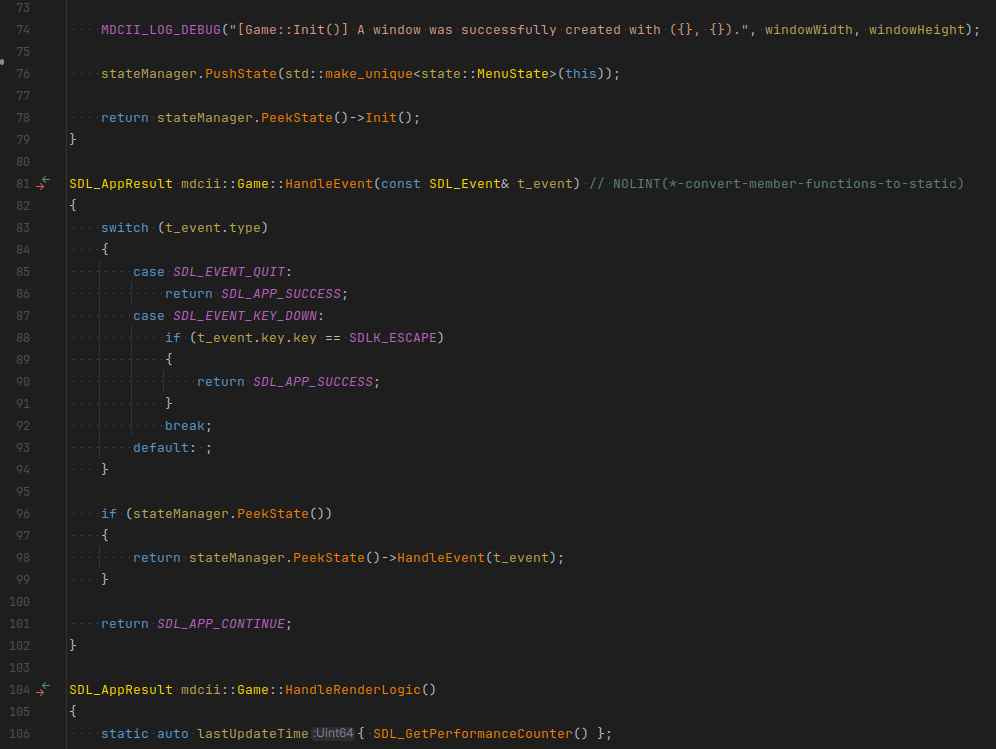 73
74 MDCII_LOG_DEBUG("[Game::Init()] A window was successfully created with ({}, {}).", windowWidth, windowHeight);
75
76 stateManager.PushState(std::make_unique<state::MenuState>(this));
77
78 return stateManager.PeekState()->Init();
79 }
80
81 SDL_AppResult mdcii::Game::HandleEvent(const SDL_Event& t_event) // NOLINT(*-convert-member-functions-to-static)
82 {
83 switch (t_event.type)
84 {
85 case SDL_EVENT_QUIT:
86 return SDL_APP_SUCCESS;
87 case SDL_EVENT_KEY_DOWN:
88 if (t_event.key.key == SDLK_ESCAPE)
89 {
90 return SDL_APP_SUCCESS;
91 }
92 break;
93 default: ;
94 }
95
96 if (stateManager.PeekState())
97 {
98 return stateManager.PeekState()->HandleEvent(t_event);
99 }
100
101 return SDL_APP_CONTINUE;
102 }
103
104 SDL_AppResult mdcii::Game::HandleRenderLogic()
105 {
106 static auto lastUpdateTime :Uint64 { SDL_GetPerformanceCounter() };